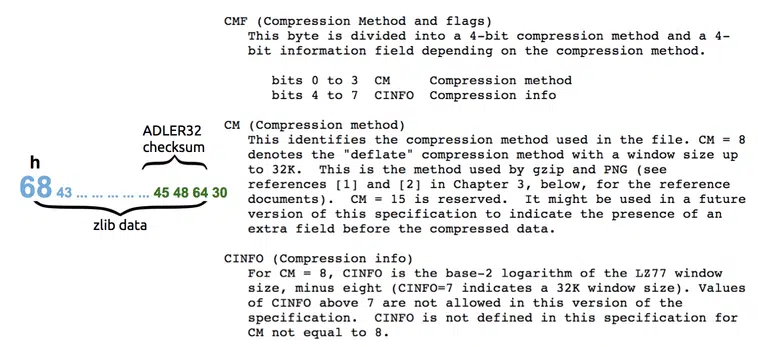 CMF (Compression Method and flags)
This byte is divided into a 4-bit compression method and a 4-
bit information field depending on the compression method.
bits 0 to 3 CM Compression method
bits 4 to 7 CINFO Compression info
CM (Compression method)
This identifies the compression method used in the file. CM = 8
denotes the "deflate" compression method with a window size up
to 32K. This is the method used by gzip and PNG (see
references [1] and [2] in Chapter 3, below, for the reference
documents). CM = 15 is reserved. It might be used in a future
version of this specification to indicate the presence of an
extra field before the compressed data.
CINFO (Compression info)
For CM = 8, CINFO is the base-2 logarithm of the LZ77 window
size, minus eight (CINFO=7 indicates a 32K window size). Values
of CINFO above 7 are not allowed in this version of the
specification. CINFO is not defined in this specification for
CM not equal to 8.
ADLER32
checksum
h
68 43 ... ... ... ... ... 45 48 64 30
zlib data